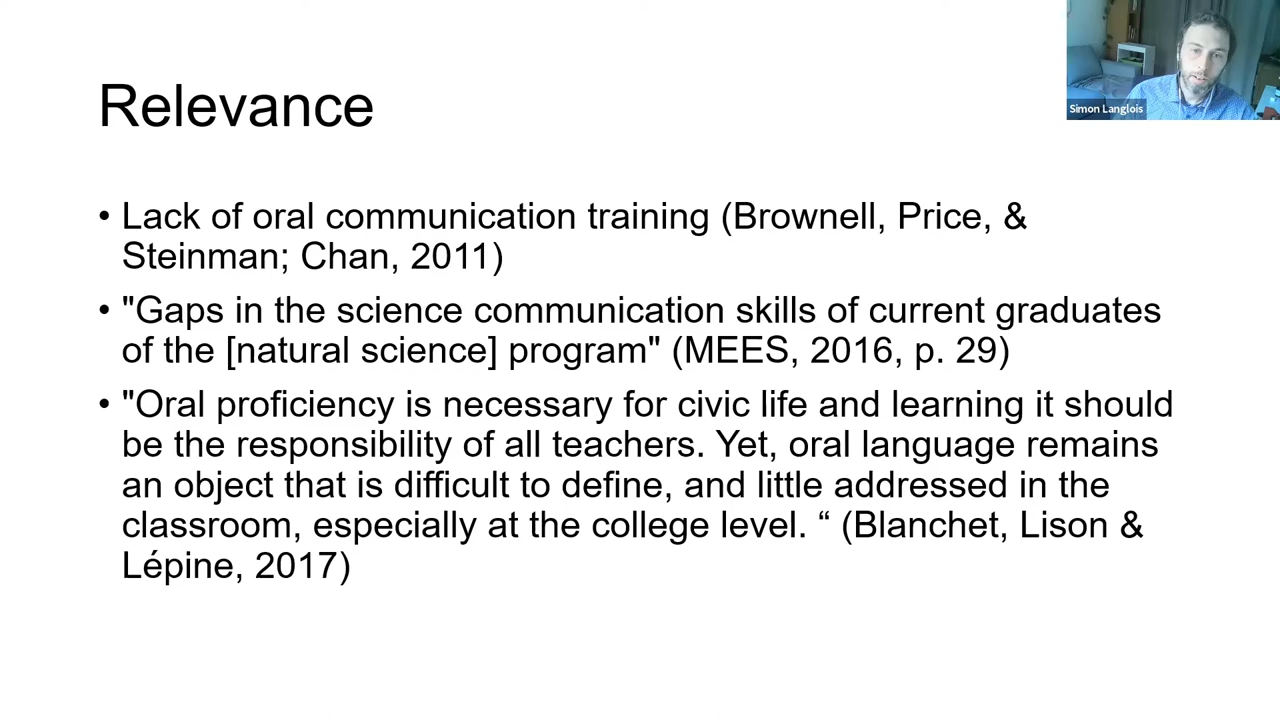 Relevance
Simon Langlois
• Lack of oral communication training (Brownell, Price, &
Steinman; Chan, 2011)
• "Gaps in the science communication skills of current graduates
of the [natural science] program" (MEES, 2016, p. 29)
• "Oral proficiency is necessary for civic life and learning it should
be the responsibility of all teachers. Yet, oral language remains
an object that is difficult to define, and little addressed in the
classroom, especially at the college level. “ (Blanchet, Lison &
Lépine, 2017)